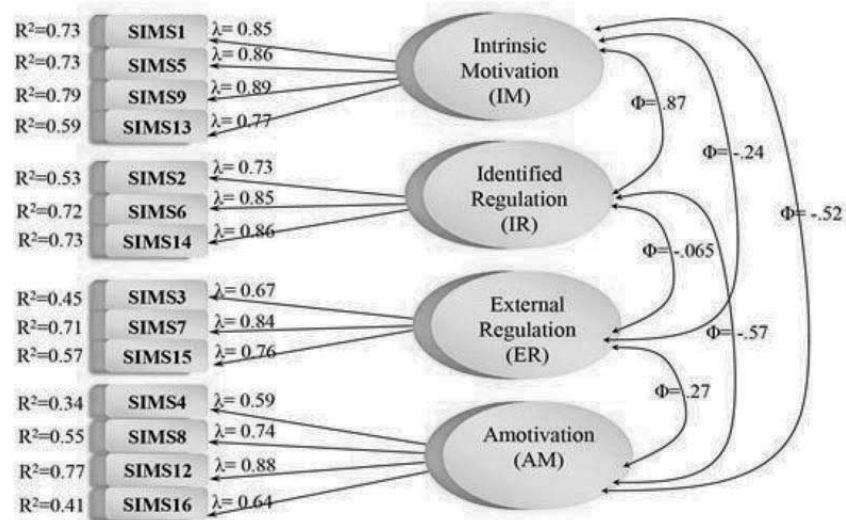 R²=0.73 SIMS1 λ= 0.85
R²=0.73 SIMS5 λ= 0.86
R²=0.79 SIMS9 λ= 0.89
R²=0.59 SIMS13 λ= 0.77
Intrinsic
Motivation
(IM)
Φ= .87
Φ= -.24
Φ= -.52
R²=0.53 SIMS2 λ= 0.73
R²=0.72 SIMS6 λ= 0.85
R²=0.73 SIMS14 λ= 0.86
Identified
Regulation
(IR)
Φ= -.065
R²=0.45 SIMS3 λ= 0.67
R²=0.71 SIMS7 λ= 0.84
R²=0.57 SIMS15 λ= 0.76
External
Regulation
(ER)
Φ= -.57
Φ= .27
R²=0.34 SIMS4 λ= 0.59
R²=0.55 SIMS8 λ= 0.74
R²=0.77 SIMS12 λ= 0.88
R²=0.41 SIMS16 λ= 0.64
Amotivation
(AM)